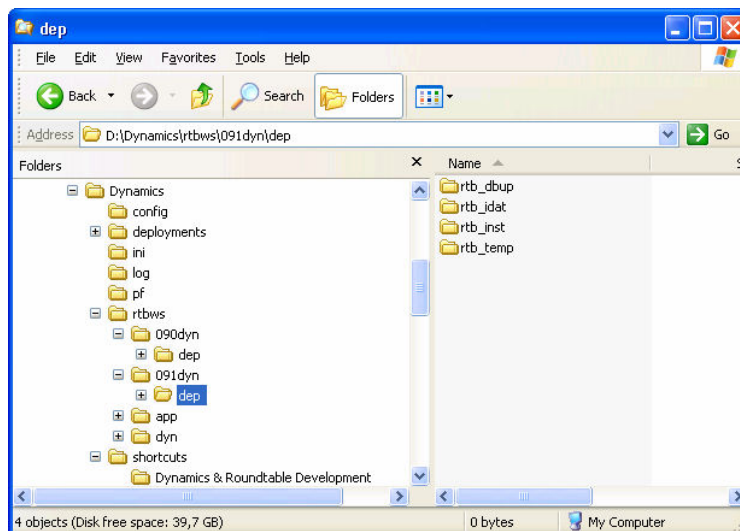 dep
File Edit View Favorites Tools Help
Back Search Folders
Address D:\Dynamics\rtbws\091dyn\dep Go
Folders Name S
Dynamics
config
deployments
ini
log
pf
rtbws
090dyn
dep
091dyn
dep
app
dyn
shortcuts
Dynamics & Roundtable Development
rtb_dbup
rtb_idat
rtb_inst
rtb_temp
4 objects (Disk free space: 39,7 GB) 0 bytes My Computer